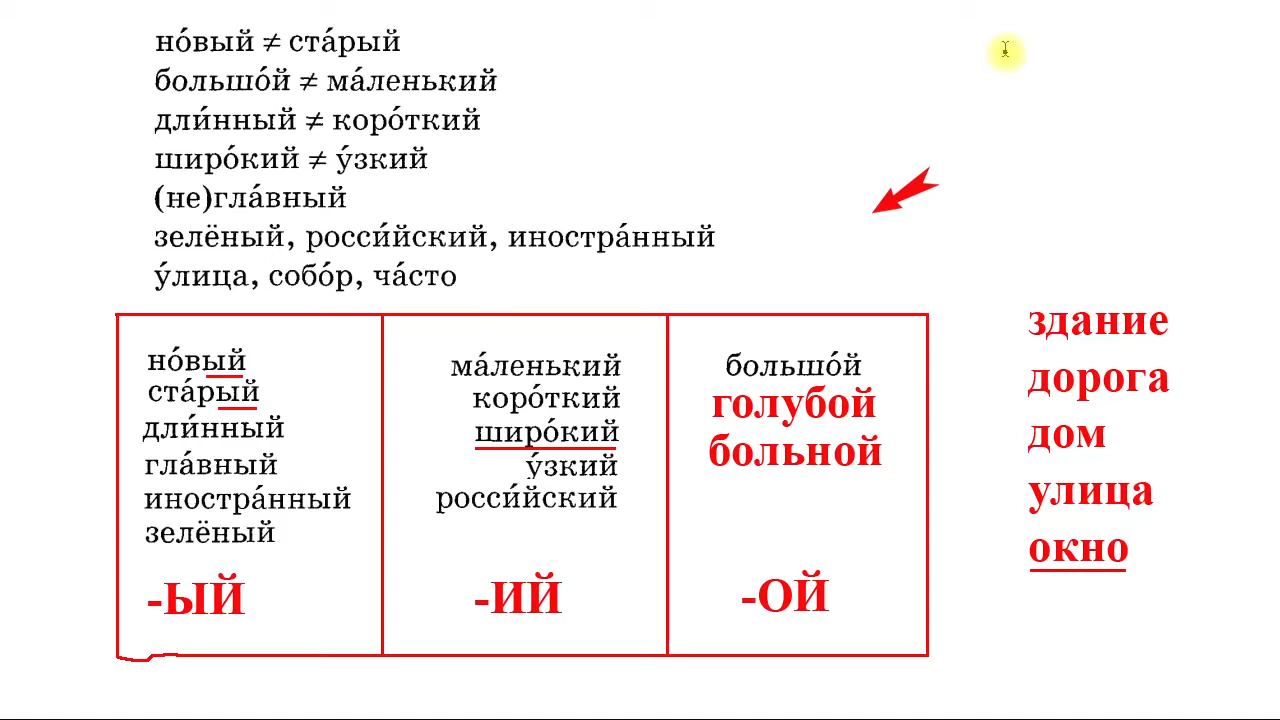 но́вый ≠ ста́рый
большо́й ≠ ма́ленький
дли́нный ≠ коро́ткий
широ́кий ≠ у́зкий
(не)гла́вный
зелёный, росси́йский, иностра́нный
у́лица, собо́р, ча́сто
но́вый
ста́рый
дли́нный
гла́вный
иностра́нный
зелёный
-ЫЙ
ма́ленький
коро́ткий
широ́кий
у́зкий
росси́йский
-ИЙ
большо́й
голубой
больной
-ОЙ
здание
дорога
дом
улица
окно